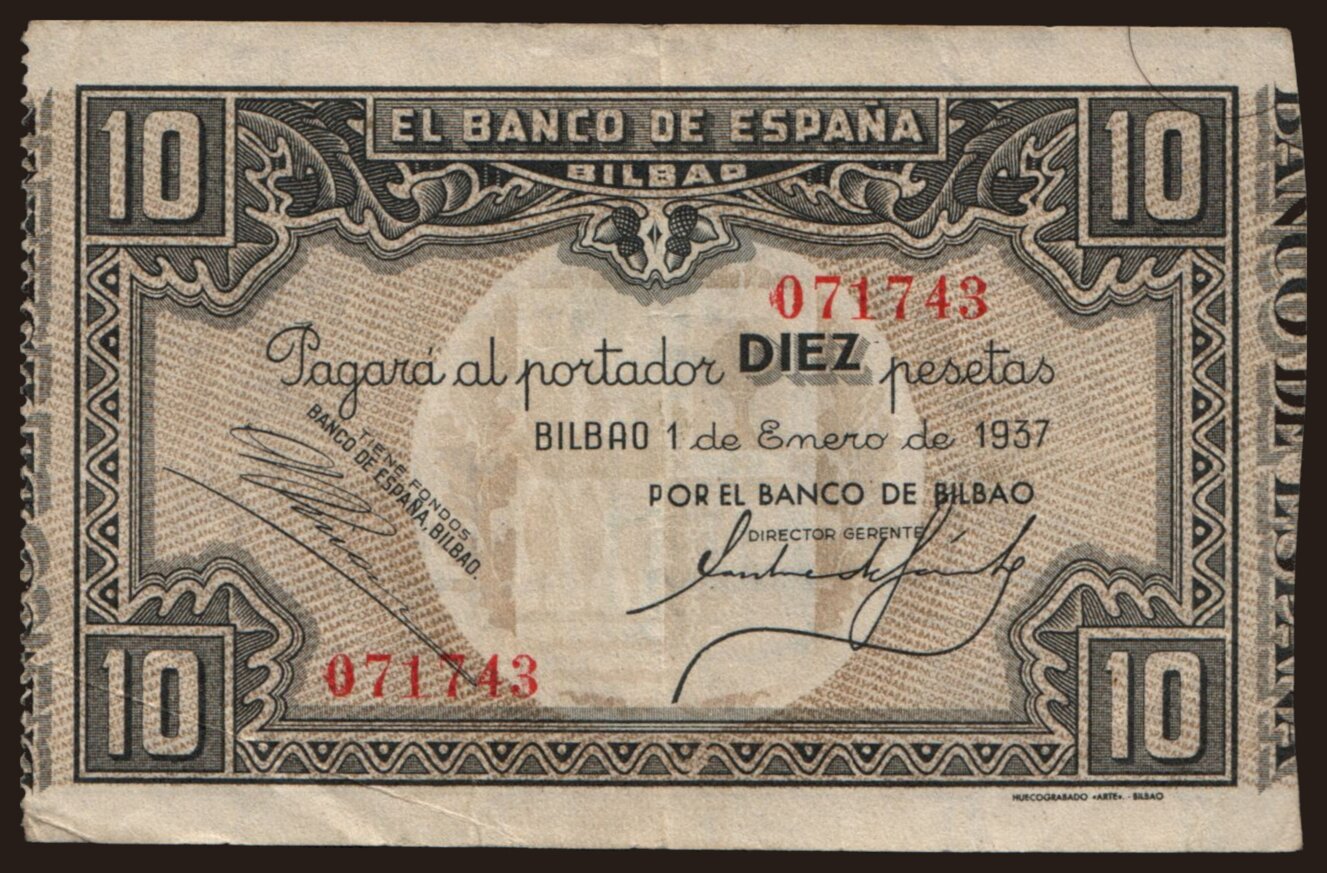 10 EL BANCO DE ESPAÑA 10
BILBAO
071743
Pagará al portador DIEZ pesetas
BILBAO 1 de Enero de 1937
TIENE FONDOS
BANCO DE ESPAÑA, BILBAO.
POR EL BANCO DE BILBAO
DIRECTOR GERENTE
071743
10 10
HUECOGRABADO «ARTE». - BILBAO
BANCO DE ESPAÑA